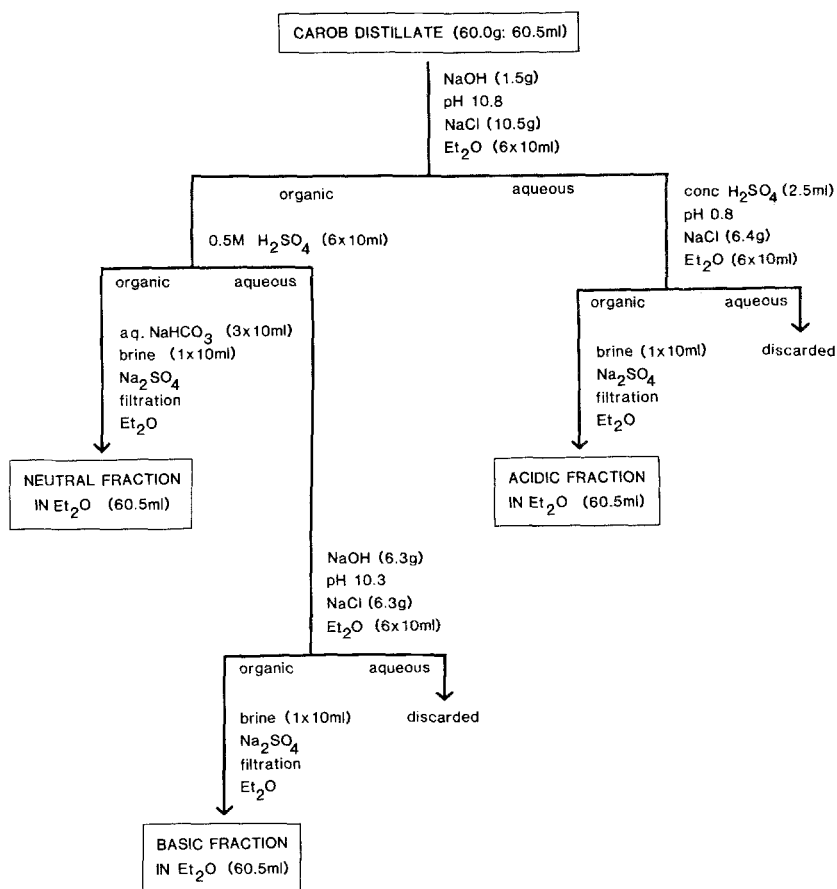 CAROB DISTILLATE (60.0g: 60.5ml)
NaOH (1.5g)
pH 10.8
NaCl (10.5g)
Et₂O (6x10ml)
organic
aqueous
conc H₂SO₄ (2.5ml)
pH 0.8
NaCl (6.4g)
Et₂O (6x10ml)
0.5M H₂SO₄ (6x10ml)
organic
aqueous
organic
aqueous
aq. NaHCO₃ (3x10ml)
brine (1x10ml)
Na₂SO₄
filtration
Et₂O
brine (1x10ml)
Na₂SO₄
filtration
Et₂O
discarded
NEUTRAL FRACTION
IN Et₂O (60.5ml)
ACIDIC FRACTION
IN Et₂O (60.5ml)
NaOH (6.3g)
pH 10.3
NaCl (6.3g)
Et₂O (6x10ml)
organic
aqueous
brine (1x10ml)
Na₂SO₄
filtration
Et₂O
discarded
BASIC FRACTION
IN Et₂O (60.5ml)